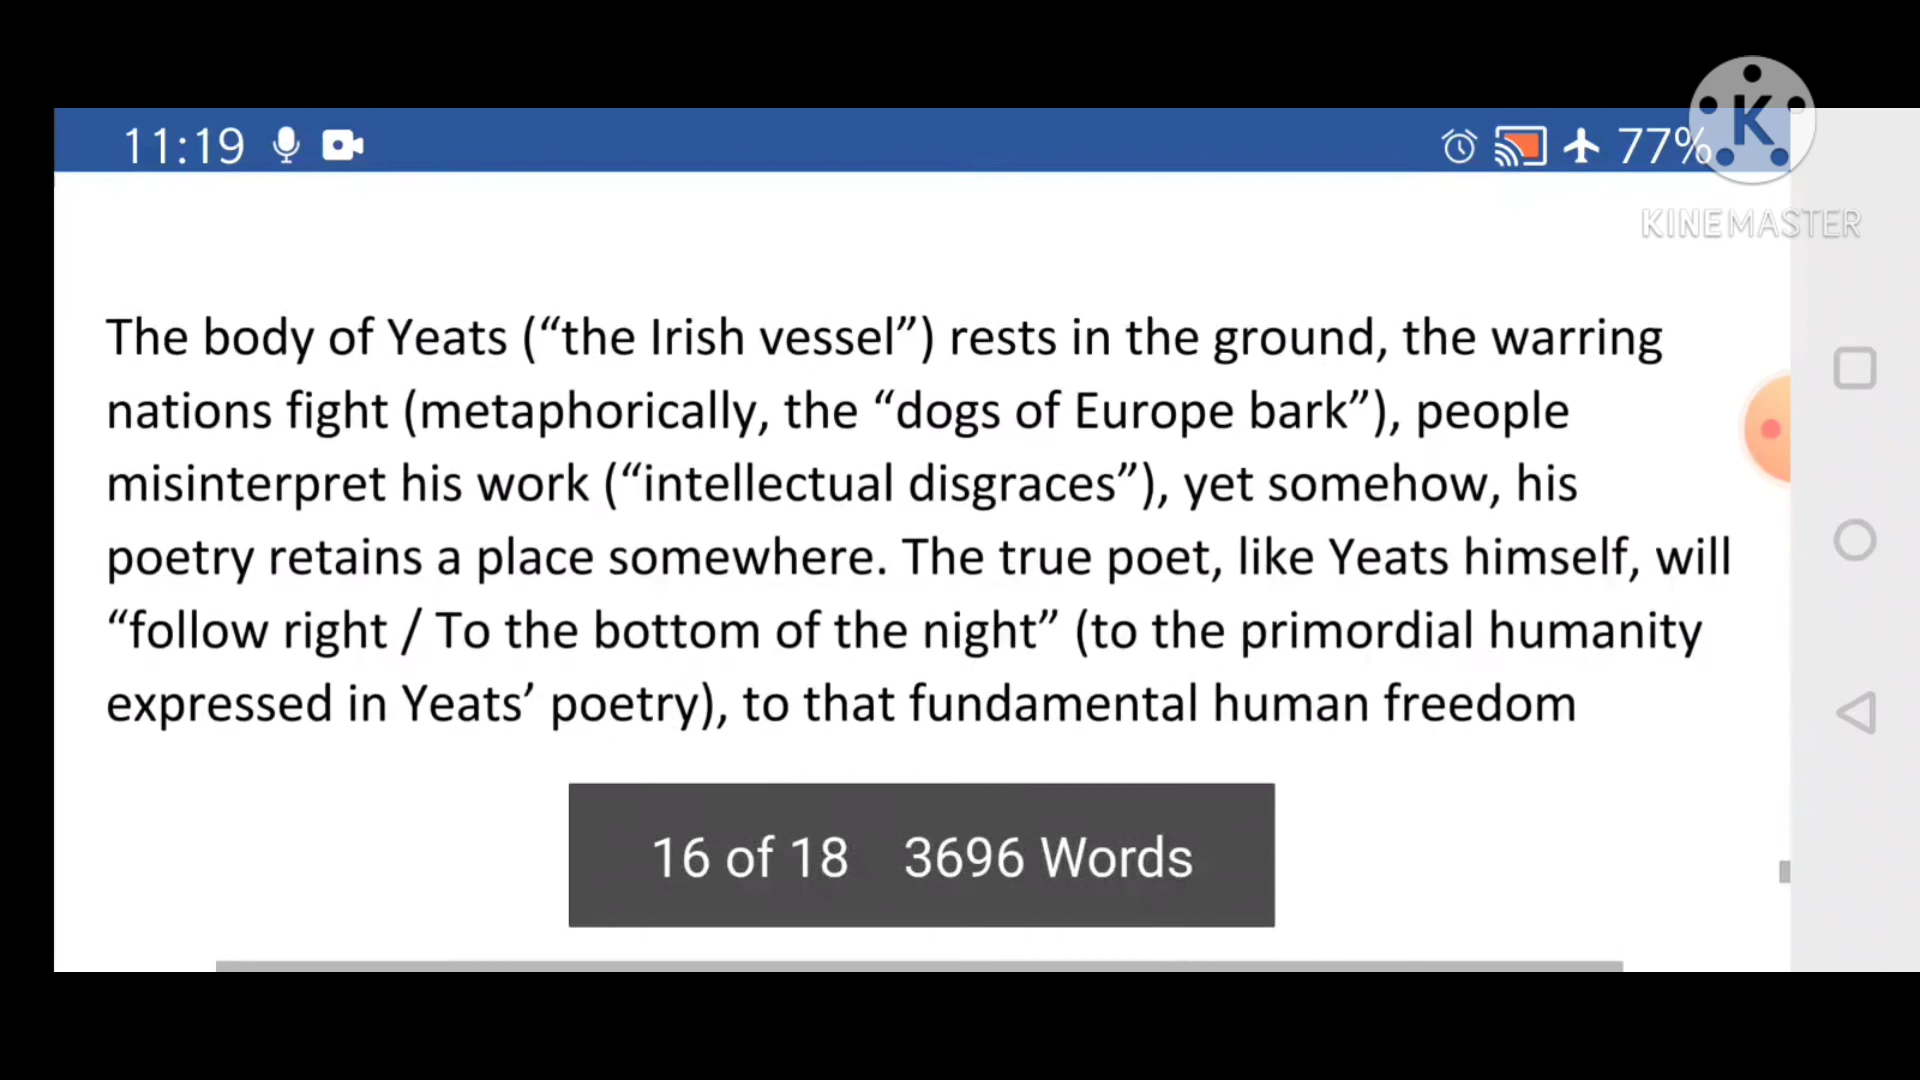 11:19
77%
K
KINEMASTER
The body of Yeats (“the Irish vessel”) rests in the ground, the warring
nations fight (metaphorically, the “dogs of Europe bark”), people
misinterpret his work (“intellectual disgraces”), yet somehow, his
poetry retains a place somewhere. The true poet, like Yeats himself, will
“follow right / To the bottom of the night” (to the primordial humanity
expressed in Yeats’ poetry), to that fundamental human freedom
16 of 18 3696 Words